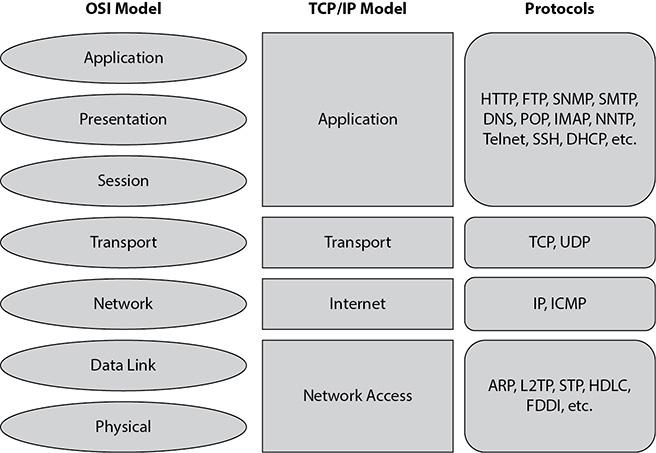 OSI Model
TCP/IP Model
Protocols
Application
Presentation
Session
Transport
Network
Data Link
Physical
Application
Transport
Internet
Network Access
HTTP, FTP, SNMP, SMTP,
DNS, POP, IMAP, NNTP,
Telnet, SSH, DHCP, etc.
TCP, UDP
IP, ICMP
ARP, L2TP, STP, HDLC,
FDDI, etc.